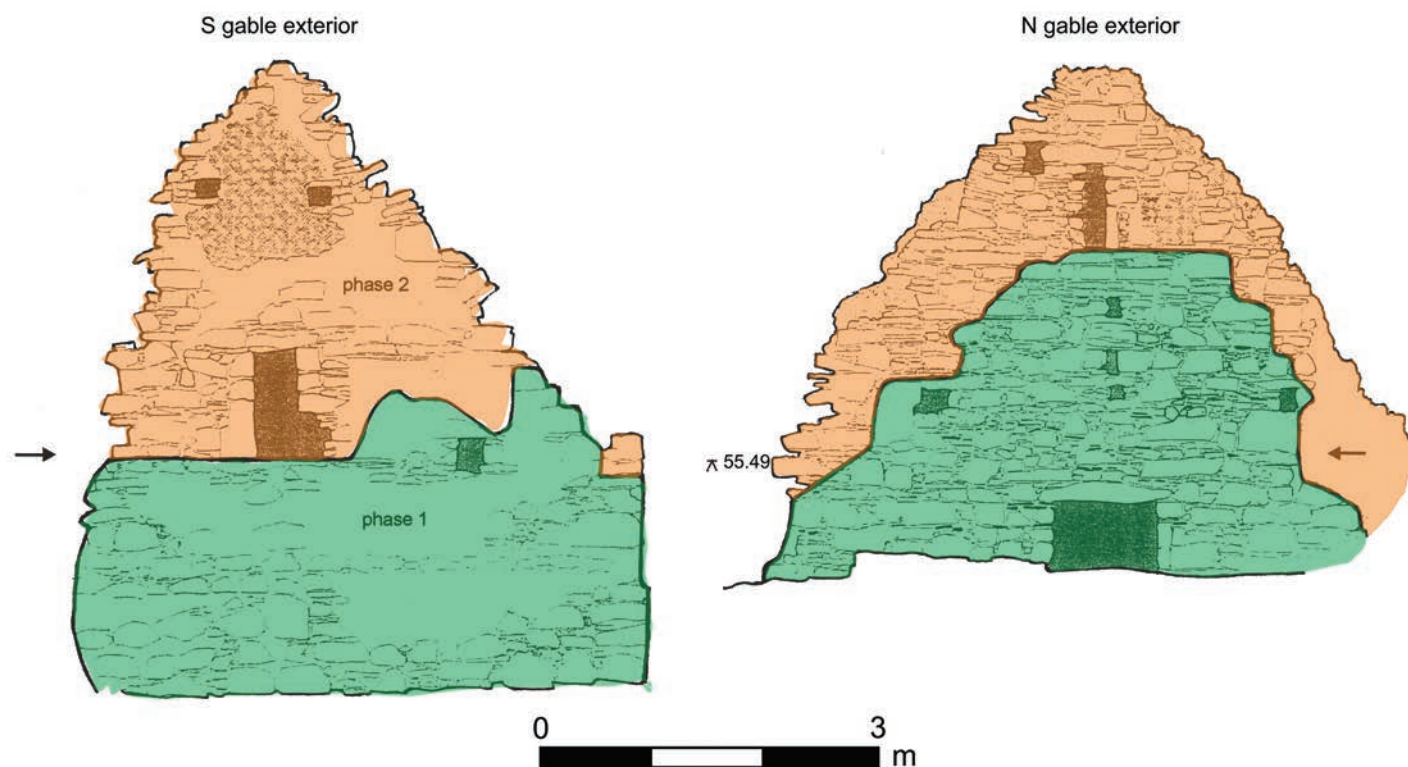 S gable exterior
N gable exterior
phase 2
55.49
phase 1
0 3
m